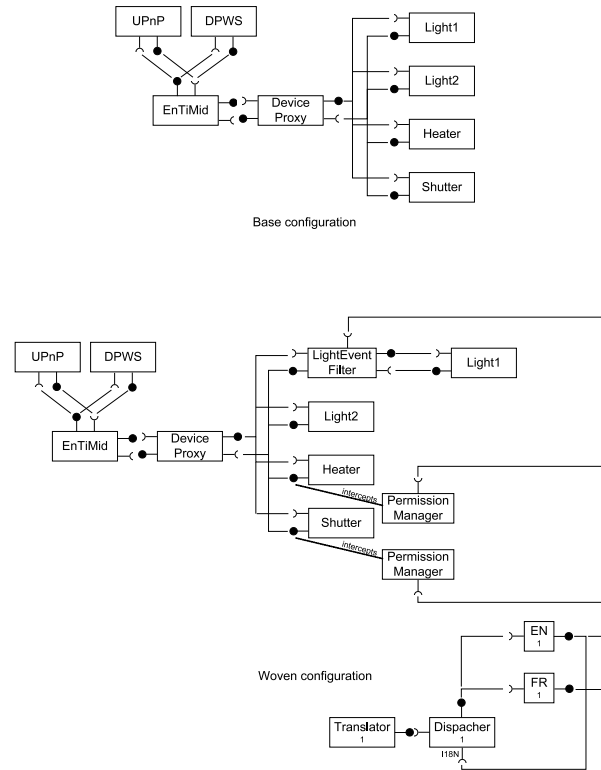 UPnP
DPWS
Light1
Light2
EnTiMid
Device
Proxy
Heater
Shutter
Base configuration
UPnP
DPWS
LightEvent
Filter
Light1
Light2
EnTiMid
Device
Proxy
Heater
intercepts
Permission
Manager
Shutter
intercepts
Permission
Manager
EN
1
Woven configuration
FR
1
Translator
1
Dispacher
1
I18N